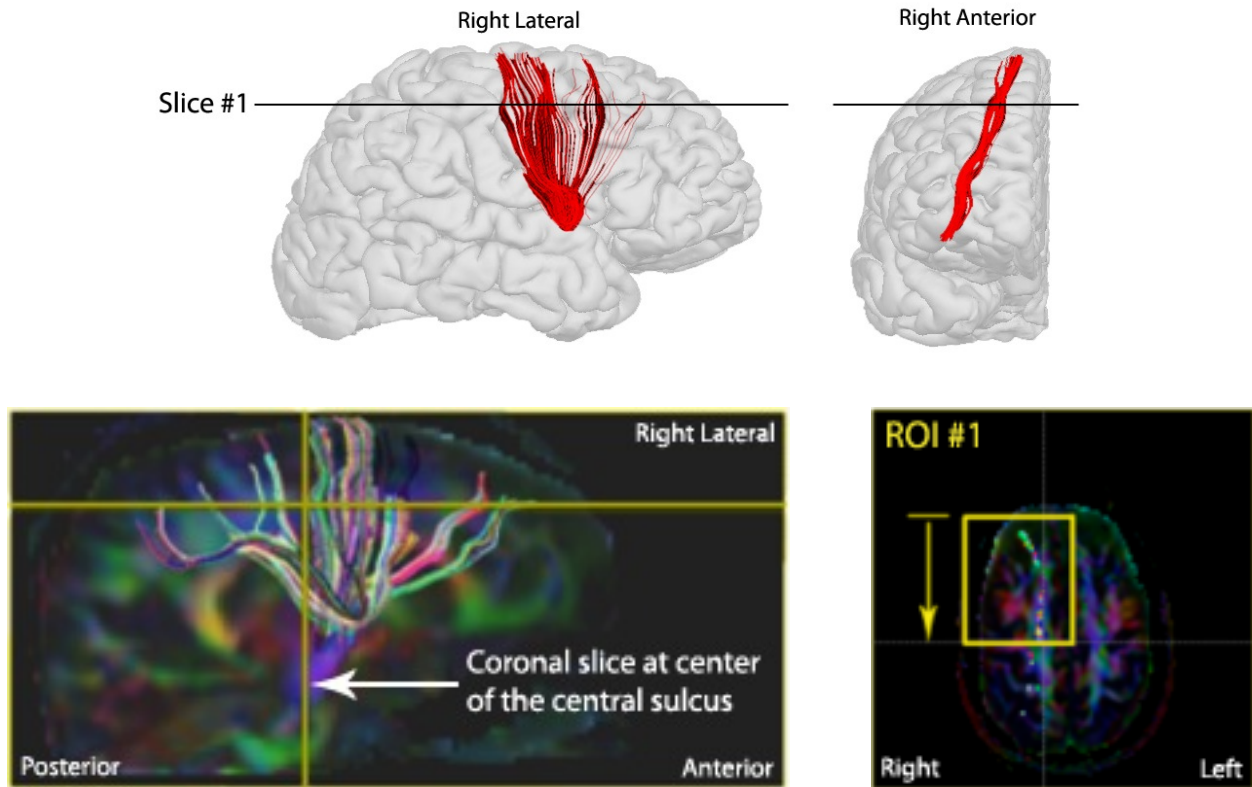 Right Lateral
Right Anterior
Slice #1
Right Lateral
ROI #1
Coronal slice at center
of the central sulcus
Posterior
Anterior
Right
Left